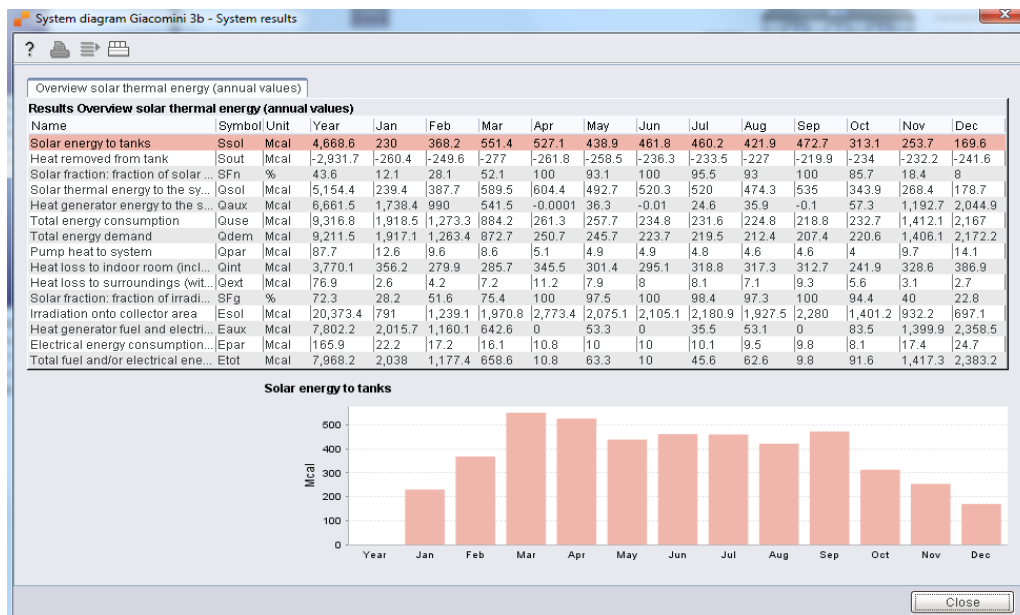 System diagram Giacomini 3b - System results
?
Overview solar thermal energy (annual values)
Results Overview solar thermal energy (annual values)
Name Symbol Unit Year Jan Feb Mar Apr May Jun Jul Aug Sep Oct Nov Dec
Solar energy to tanks Ssol Mcal 4,668.6 230 368.2 551.4 527.1 438.9 461.8 460.2 421.9 472.7 313.1 253.7 169.6
Heat removed from tank Sout Mcal -2,931.7 -260.4 -249.6 -277 -261.8 -258.5 -236.3 -233.5 -227 -219.9 -234 -232.2 -241.6
Solar fraction: fraction of solar ... SFn % 43.6 12.1 28.1 52.1 100 93.1 100 95.5 93 100 85.7 18.4 8
Solar thermal energy to the sy... Qsol Mcal 5,154.4 239.4 387.7 589.5 604.4 492.7 520.3 520 474.3 535 343.9 268.4 178.7
Heat generator energy to the s... Qaux Mcal 6,661.5 1,738.4 990 541.5 -0.0001 36.3 -0.01 24.6 35.9 -0.1 57.3 1,192.7 2,044.9
Total energy consumption Quse Mcal 9,316.8 1,918.5 1,273.3 884.2 261.3 257.7 234.8 231.6 224.8 218.8 232.7 1,412.1 2,167
Total energy demand Qdem Mcal 9,211.5 1,917.1 1,263.4 872.7 250.7 245.7 223.7 219.5 212.4 207.4 220.6 1,406.1 2,172.2
Pump heat to system Qpar Mcal 87.7 12.6 9.6 8.6 5.1 4.9 4.9 4.8 4.6 4.6 4 9.7 14.1
Heat loss to indoor room (incl... Qint Mcal 3,770.1 356.2 279.9 285.7 345.5 301.4 295.1 318.8 317.3 312.7 241.9 328.6 386.9
Heat loss to surroundings (wit... Qext Mcal 76.9 2.6 4.2 7.2 11.2 7.9 8 8.1 7.1 9.3 5.6 3.1 2.7
Solar fraction: fraction of irradi... SFg % 72.3 28.2 51.6 75.4 100 97.5 100 98.4 97.3 100 94.4 40 22.8
Irradiation onto collector area Esol Mcal 20,373.4 791 1,239.1 1,970.8 2,773.4 2,075.1 2,105.1 2,180.9 1,927.5 2,280 1,401.2 932.2 697.1
Heat generator fuel and electri... Eaux Mcal 7,802.2 2,015.7 1,160.1 642.6 0 53.3 0 35.5 53.1 0 83.5 1,399.9 2,358.5
Electrical energy consumption... Epar Mcal 165.9 22.2 17.2 16.1 10.8 10 10 10.1 9.5 9.8 8.1 17.4 24.7
Total fuel and/or electrical ene... Etot Mcal 7,968.2 2,038 1,177.4 658.6 10.8 63.3 10 45.6 62.6 9.8 91.6 1,417.3 2,383.2
Solar energy to tanks
500
400
300
200
100
0
Mcal
Year Jan Feb Mar Apr May Jun Jul Aug Sep Oct Nov Dec
Close